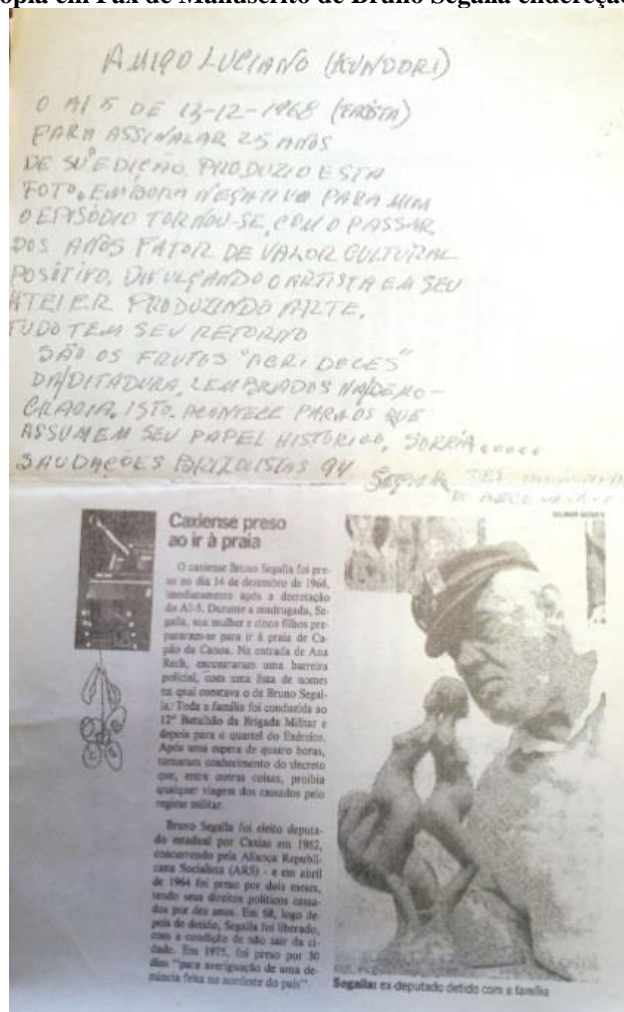 ópia em Fax de Manuscrito de Bruno Segalla endereça
AMIGO LUCIANO (KUNDORI)
O AI 5 DE 13-12-1968
PARA ASSINALAR 25 ANOS
DE SUA EDIÇÃO. PRODUZIO ESTA
FOTO. EMBORA NEGATIVO PARA MIM
O EPISÓDIO TORNOU-SE, COM O PASSAR
DOS ANOS FATOR DE VALOR CULTURAL
POSITIVO. DIVULGANDO O ARTISTA EM SEU
ATELIER PRODUZINDO ARTE.
TUDO TEM SEU RETORNO
SÃO OS FRUTOS "AGRI. DOCES"
DA/DITADURA, LEMBRADOS NA/DEMO-
CRACIA. ISTO. ACONTECE PARA OS QUE
ASSUMEM SEU PAPEL HISTÓRICO. SORRIA.....
SAUDAÇÕES BRIZOLISTAS 94 Segalla
Caxiense preso
ao ir à praia
O caxiense Bruno Segalla foi pre-
so no dia 14 de dezembro de 1968,
imediatamente após a decretação
do AI-5. Durante a madrugada, Se-
galla, sua mulher e cinco filhos pre-
pararam-se para ir à praia de Ca-
pão da Canoa. Na entrada de Ana
Rech, encontraram uma barreira
policial, com uma lista de nomes
na qual constava o de Bruno Segal-
la. Toda a família foi conduzida ao
12º Batalhão da Brigada Militar e
depois para o quartel do Exército.
Após uma espera de quatro horas,
tomaram conhecimento do decreto
que, entre outras coisas, proibia
qualquer viagem dos cassados pelo
regime militar.
Bruno Segalla foi eleito deputa-
do estadual por Caxias em 1962,
concorrendo pela Aliança Republi-
cana Socialista (ARS) - e em abril
de 1964 foi preso por dois meses,
tendo seus direitos políticos cassa-
dos por dez anos. Em 68, logo de-
pois de detido, Segalla foi liberado,
com a condição de não sair da ci-
dade. Em 1975, foi preso por 30
dias "para averiguação de uma de-
núncia feita no nordeste do país".
GILMAR GOMES
Segalla: ex-deputado detido com a família